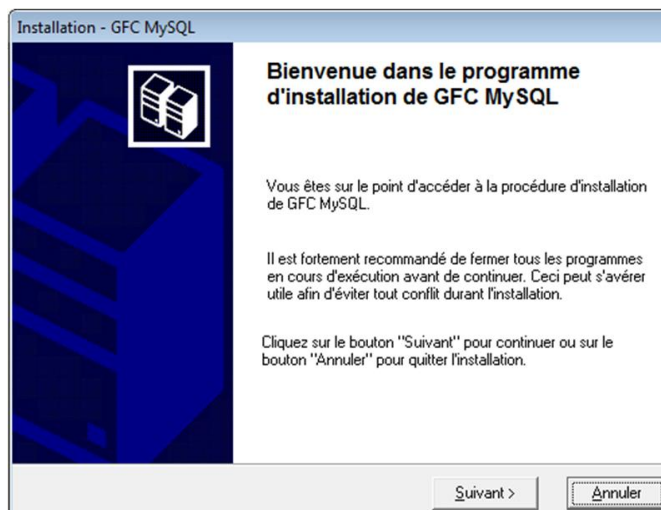 Installation - GFC MySQL
Bienvenue dans le programme
d'installation de GFC MySQL
Vous êtes sur le point d'accéder à la procédure d'installation
de GFC MySQL.
Il est fortement recommandé de fermer tous les programmes
en cours d'exécution avant de continuer. Ceci peut s'avérer
utile afin d'éviter tout conflit durant l'installation.
Cliquez sur le bouton "Suivant" pour continuer ou sur le
bouton "Annuler" pour quitter l'installation.
Suivant >
Annuler